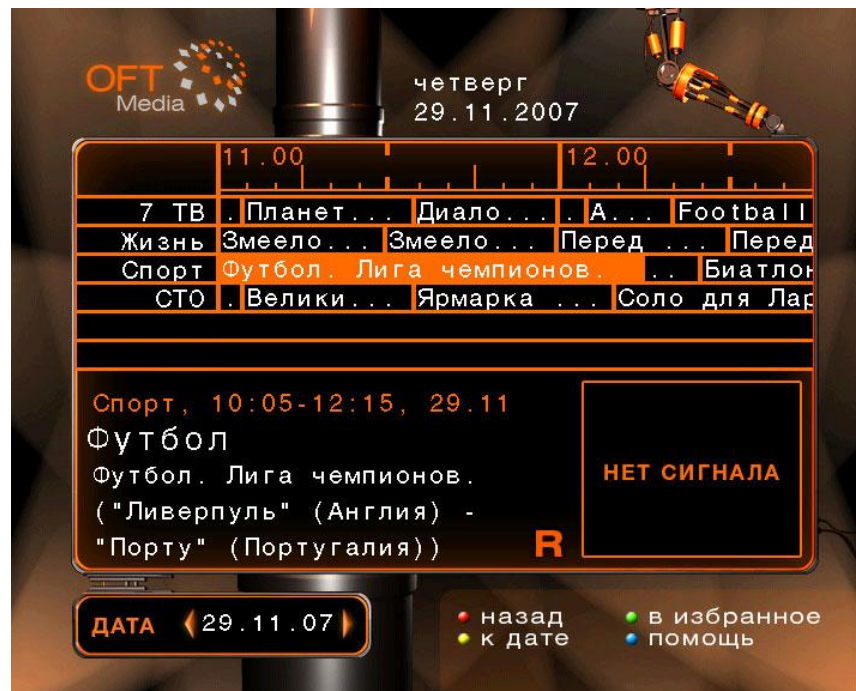 OFT
Media
четверг
29.11.2007
11.00 12.00
7 ТВ . Планет... Диало... . А... Football
Жизнь Змеело... Змеело... Перед ... Перед
Спорт Футбол. Лига чемпионов. .. Биатлон
СТО . Велики... Ярмарка ... Соло для Лар
Спорт, 10:05-12:15, 29.11
Футбол
Футбол. Лига чемпионов.
("Ливерпуль" (Англия) -
"Порту" (Португалия))
R
НЕТ СИГНАЛА
ДАТА 29.11.07
назад в избранное
к дате помощь